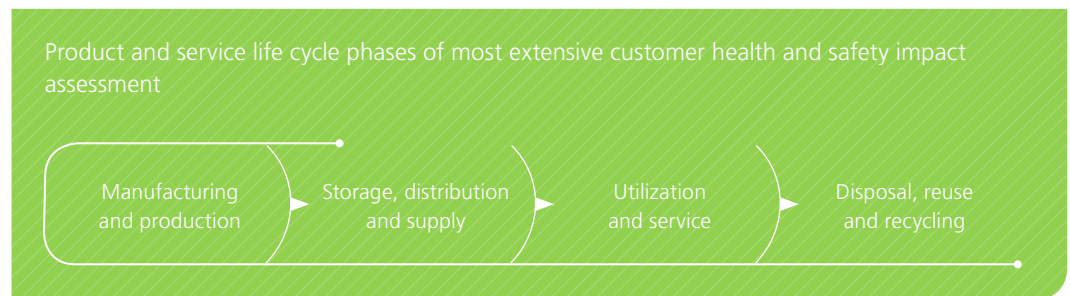 Product and service life cycle phases of most extensive customer health and safety impact
assessment
Manufacturing
and production
Storage, distribution
and supply
Utilization
and service
Disposal, reuse
and recycling